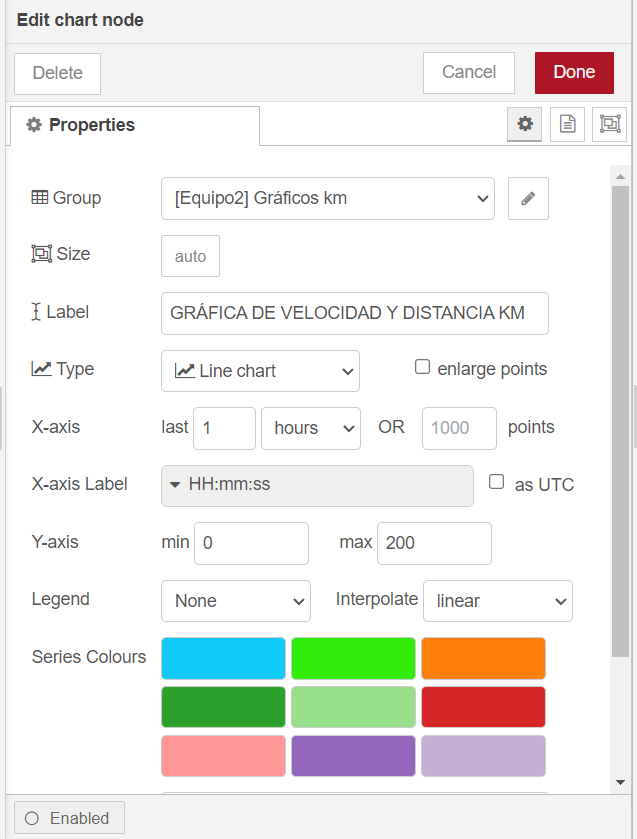 Edit chart node
Delete Cancel Done
Properties
Group [Equipo2] Gráficos km
Size auto
Label GRÁFICA DE VELOCIDAD Y DISTANCIA KM
Type Line chart enlarge points
X-axis last 1 hours OR 1000 points
X-axis Label HH:mm:ss as UTC
Y-axis min 0 max 200
Legend None Interpolate linear
Series Colours
Enabled